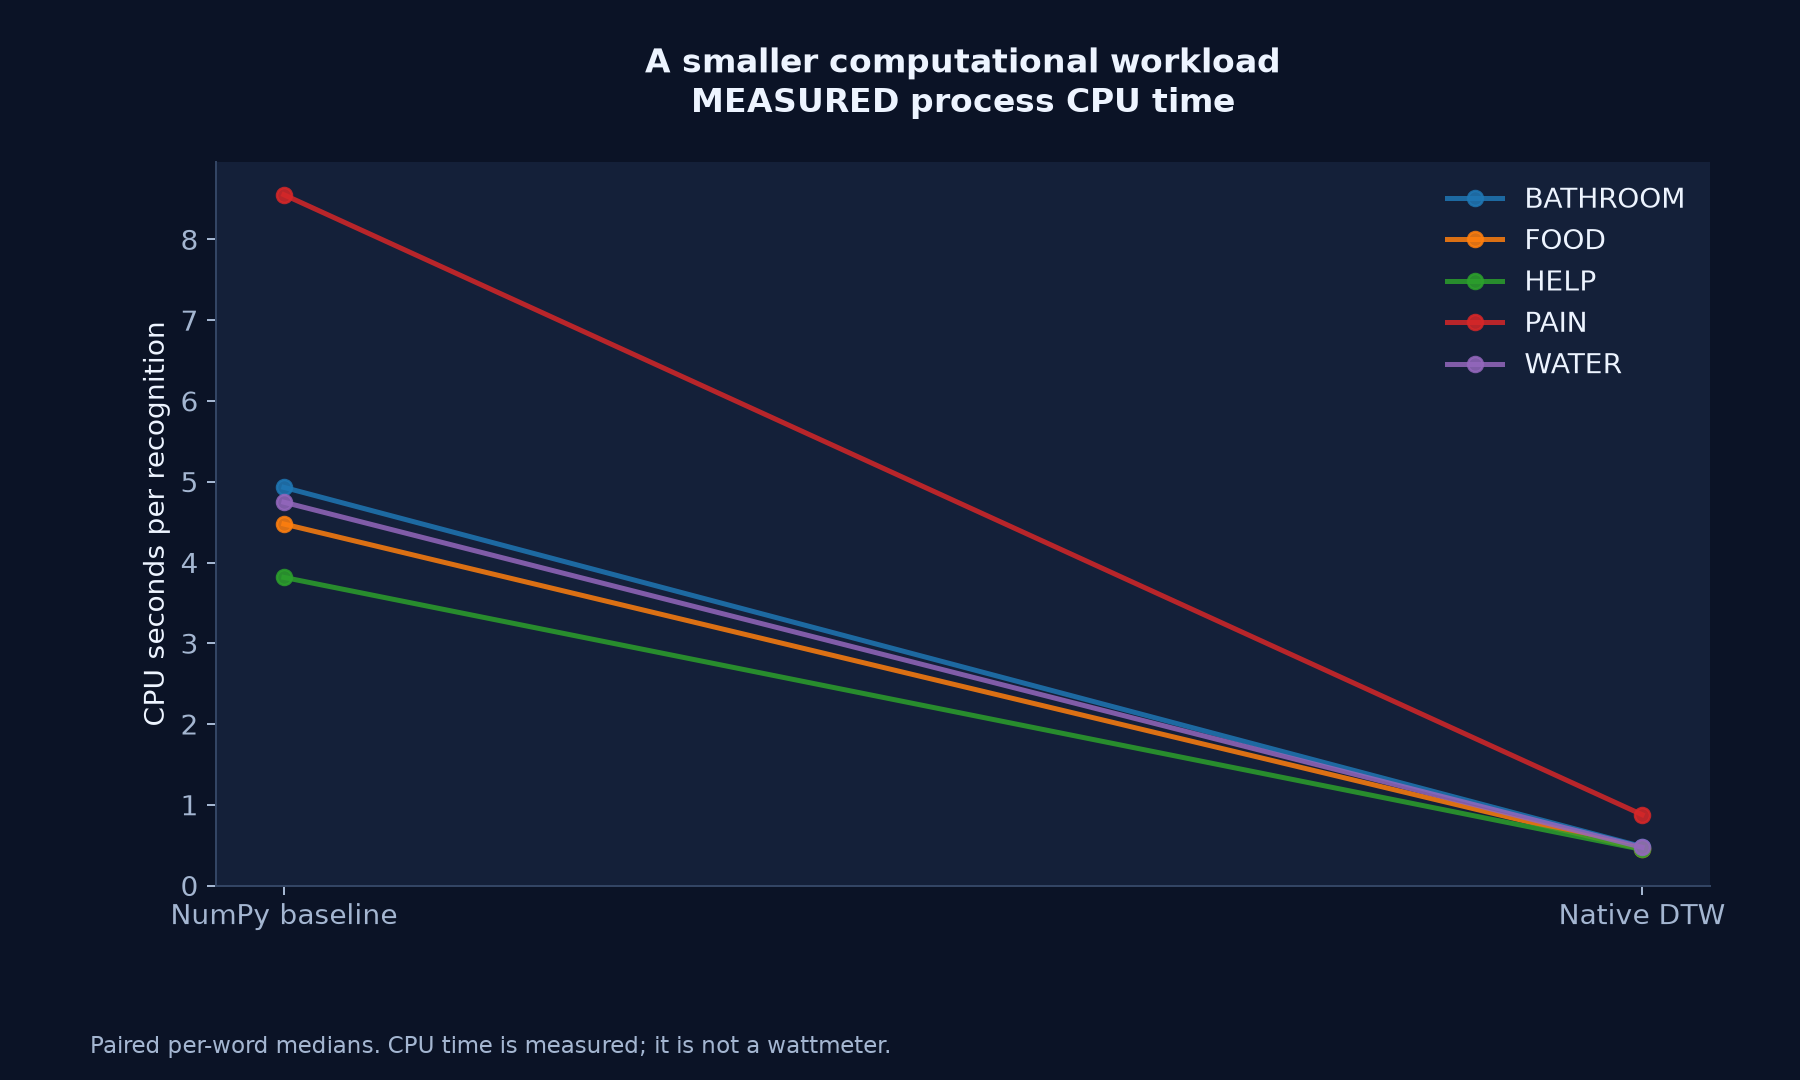 A smaller computational workload
MEASURED process CPU time
CPU seconds per recognition
8
7
6
5
4
3
2
1
0
BATHROOM
FOOD
HELP
PAIN
WATER
NumPy baseline
Native DTW
Paired per-word medians. CPU time is measured; it is not a wattmeter.